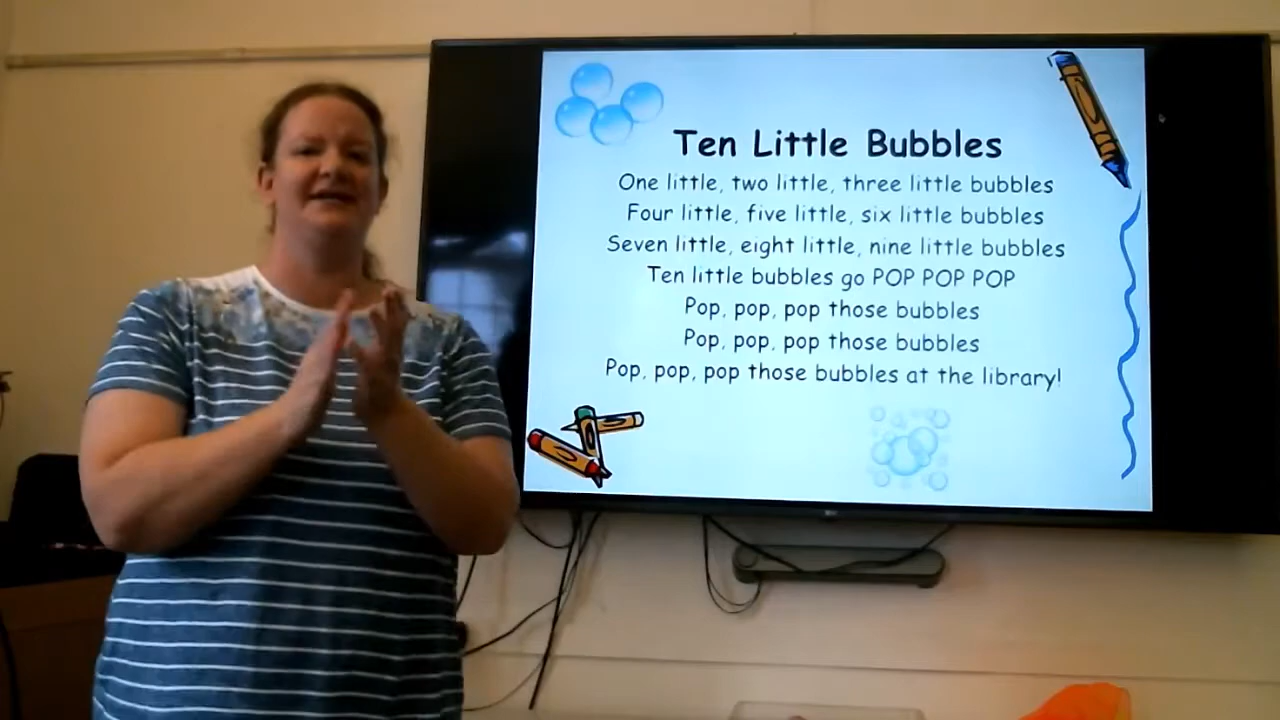 Ten Little Bubbles
One little, two little, three little bubbles
Four little, five little, six little bubbles
Seven little, eight little, nine little bubbles
Ten little bubbles go POP POP POP
Pop, pop, pop those bubbles
Pop, pop, pop those bubbles
Pop, pop, pop those bubbles at the library!